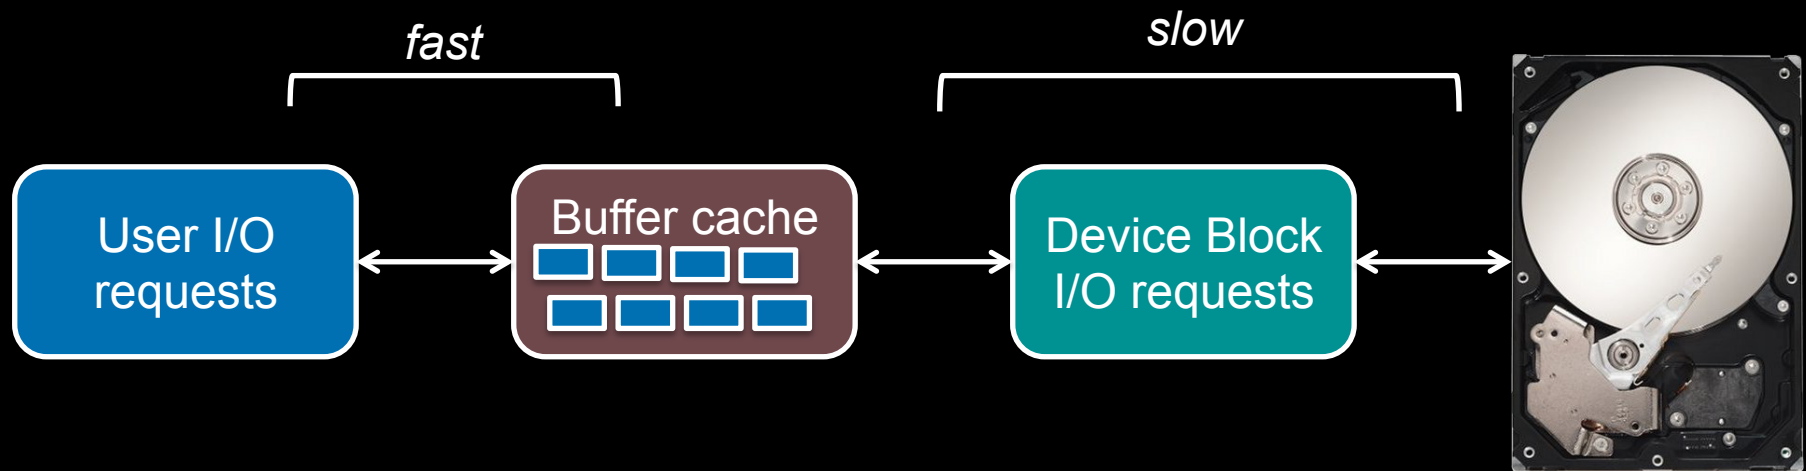 fast
slow
User I/O
requests
Buffer cache
Device Block
I/O requests